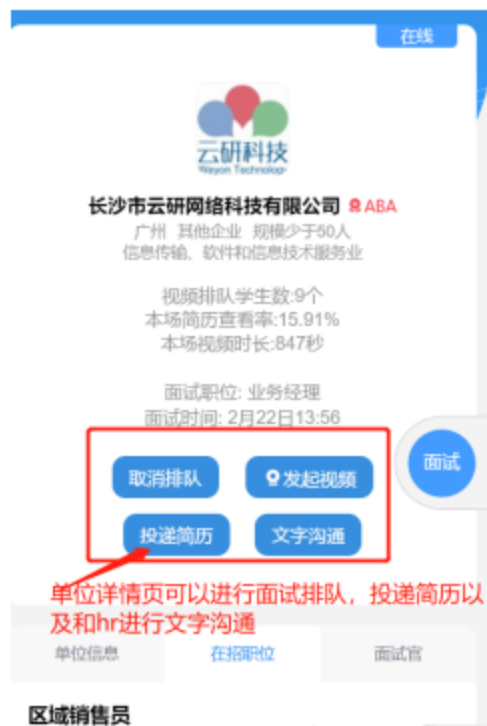 在线
云研科技
Weyon Technology
长沙市云研网络科技有限公司 ABA
广州 其他企业 规模少于50人
信息传输、软件和信息技术服务业
视频排队学生数:9个
本场简历查看率:15.91%
本场视频时长:847秒
面试职位: 业务经理
面试时间: 2月22日13:56
面试
取消排队 发起视频
投递简历 文字沟通
单位详情页可以进行面试排队，投递简历以
及和hr进行文字沟通
单位信息 在招职位 面试官
区域销售员